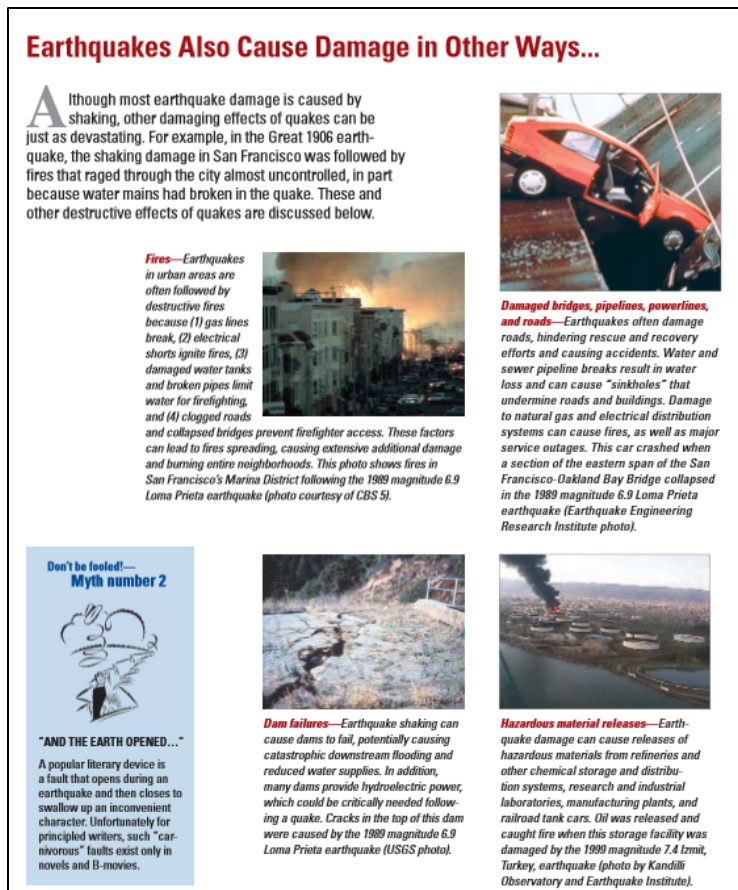 Earthquakes Also Cause Damage in Other Ways...
Although most earthquake damage is caused by
shaking, other damaging effects of quakes can be
just as devastating. For example, in the Great 1906 earth-
quake, the shaking damage in San Francisco was followed by
fires that raged through the city almost uncontrolled, in part
because water mains had broken in the quake. These and
other destructive effects of quakes are discussed below.
Fires—Earthquakes
in urban areas are
often followed by
destructive fires
because (1) gas lines
break, (2) electrical
shorts ignite fires, (3)
damaged water tanks
and broken pipes limit
water for firefighting,
and (4) clogged roads
and collapsed bridges prevent firefighter access. These factors
can lead to fires spreading, causing extensive additional damage
and burning entire neighborhoods. This photo shows fires in
San Francisco's Marina District following the 1989 magnitude 6.9
Loma Prieta earthquake (photo courtesy of CBS 5).
Damaged bridges, pipelines, powerlines,
and roads—Earthquakes often damage
roads, hindering rescue and recovery
efforts and causing accidents. Water and
sewer pipeline breaks result in water
loss and can cause "sinkholes" that
undermine roads and buildings. Damage
to natural gas and electrical distribution
systems can cause fires, as well as major
service outages. This car crashed when
a section of the eastern span of the San
Francisco-Oakland Bay Bridge collapsed
in the 1989 magnitude 6.9 Loma Prieta
earthquake (Earthquake Engineering
Research Institute photo).
Don't be fooled!—
Myth number 2
"AND THE EARTH OPENED..."
A popular literary device is
a fault that opens during an
earthquake and then closes to
swallow up an inconvenient
character. Unfortunately for
principled writers, such "car-
nivorous" faults exist only in
novels and B-movies.
Dam failures—Earthquake shaking can
cause dams to fail, potentially causing
catastrophic downstream flooding and
reduced water supplies. In addition,
many dams provide hydroelectric power,
which could be critically needed follow-
ing a quake. Cracks in the top of this dam
were caused by the 1989 magnitude 6.9
Loma Prieta earthquake (USGS photo).
Hazardous material releases—Earth-
quake damage can cause releases of
hazardous materials from refineries and
other chemical storage and distribu-
tion systems, research and industrial
laboratories, manufacturing plants, and
railroad tank cars. Oil was released and
caught fire when this storage facility was
damaged by the 1999 magnitude 7.4 Izmit,
Turkey, earthquake (photo by Kandilli
Observatory and Earthquake Institute).